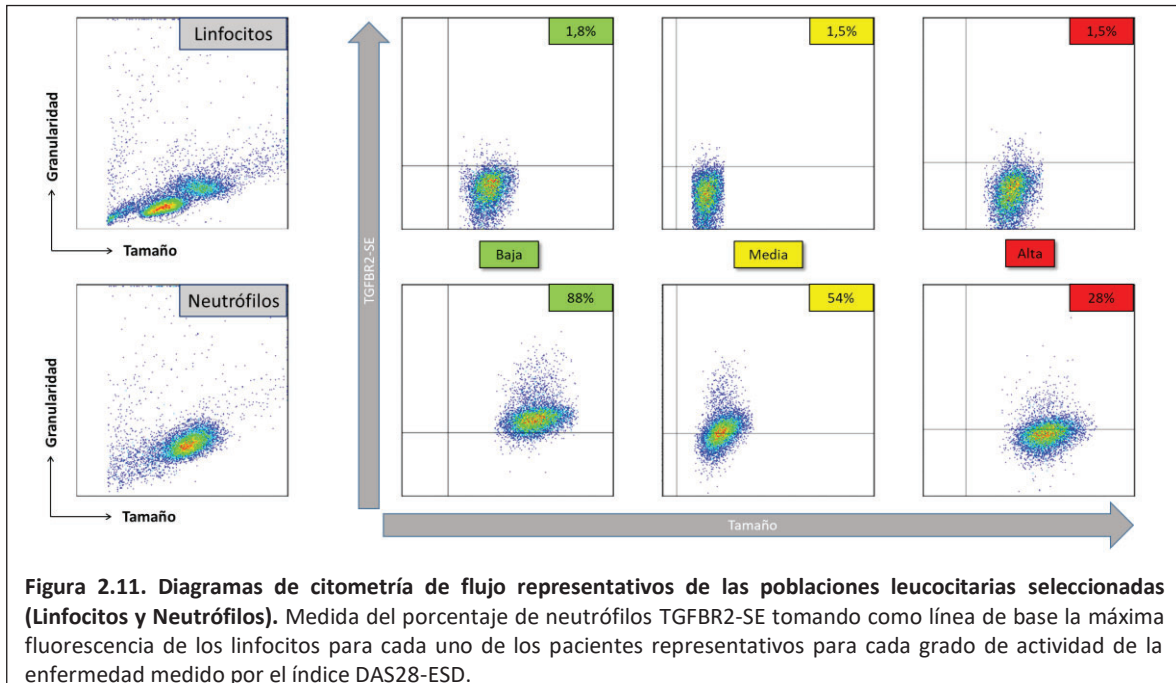 Linfocitos
Granularidad
Tamaño
1,8%
1,5%
1,5%
TGFBR2-SE
Baja
Media
Alta
Neutrófilos
Granularidad
Tamaño
88%
54%
28%
Tamaño
Figura 2.11. Diagramas de citometría de flujo representativos de las poblaciones leucocitarias seleccionadas
(Linfocitos y Neutrófilos). Medida del porcentaje de neutrófilos TGFBR2-SE tomando como línea de base la máxima
fluorescencia de los linfocitos para cada uno de los pacientes representativos para cada grado de actividad de la
enfermedad medido por el índice DAS28-ESD.